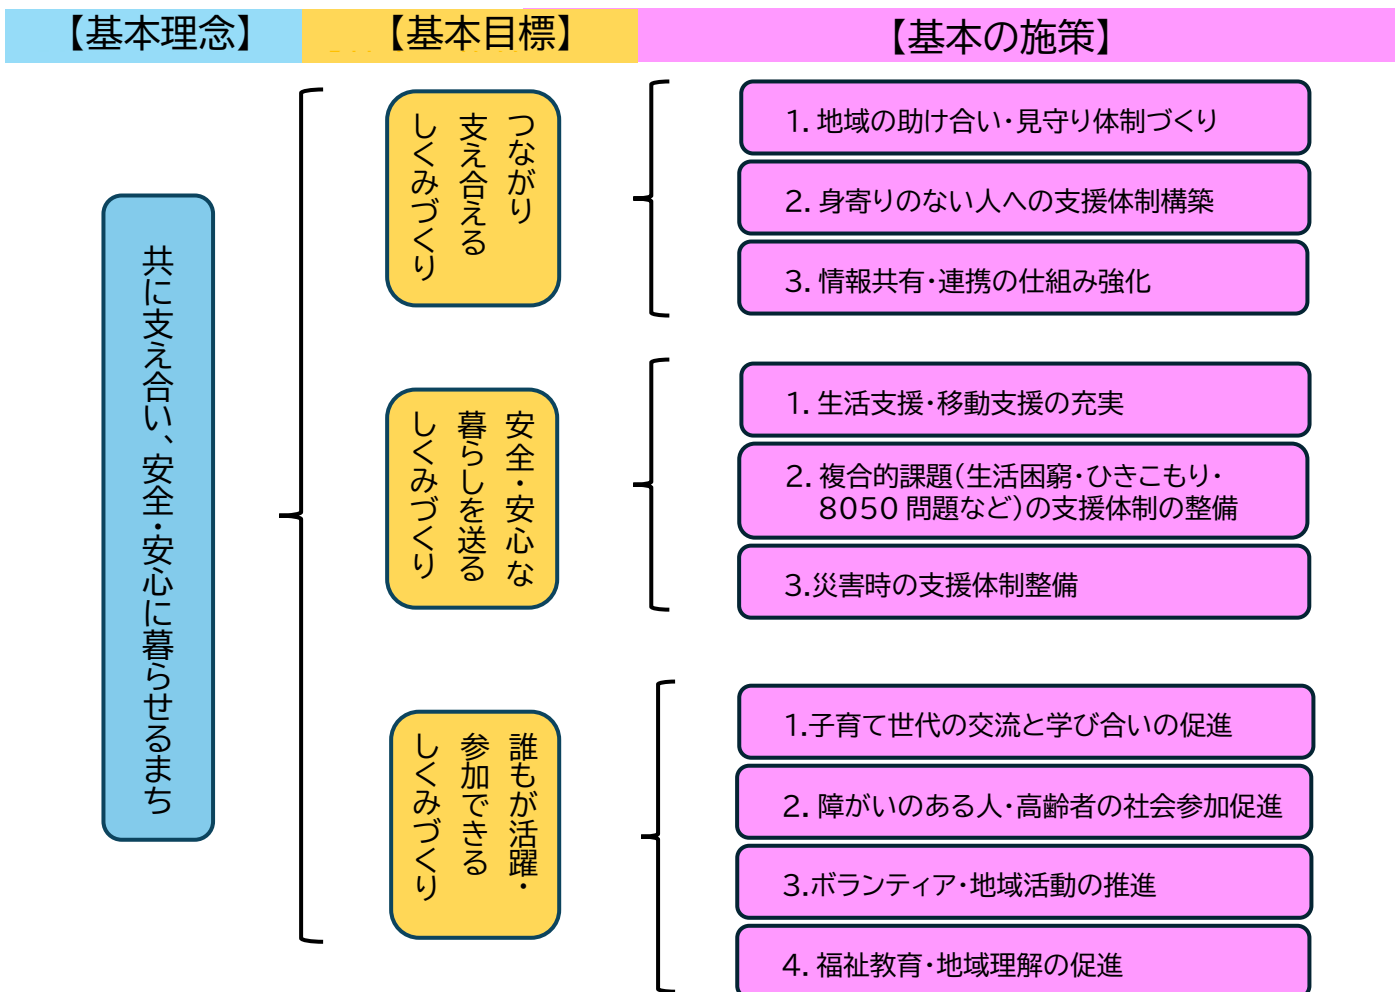 【基本理念】
【基本目標】
【基本の施策】
共に支え合い、安全・安心に暮らせるまち
つながり
支え合える
しくみづくり
1. 地域の助け合い・見守り体制づくり
2. 身寄りのない人への支援体制構築
3. 情報共有・連携の仕組み強化
安全・安心な
暮らしを送る
しくみづくり
1. 生活支援・移動支援の充実
2. 複合的課題(生活困窮・ひきこもり・
8050 問題など)の支援体制の整備
3.災害時の支援体制整備
誰もが活躍・
参加できる
しくみづくり
1.子育て世代の交流と学び合いの促進
2. 障がいのある人・高齢者の社会参加促進
3.ボランティア・地域活動の推進
4. 福祉教育・地域理解の促進